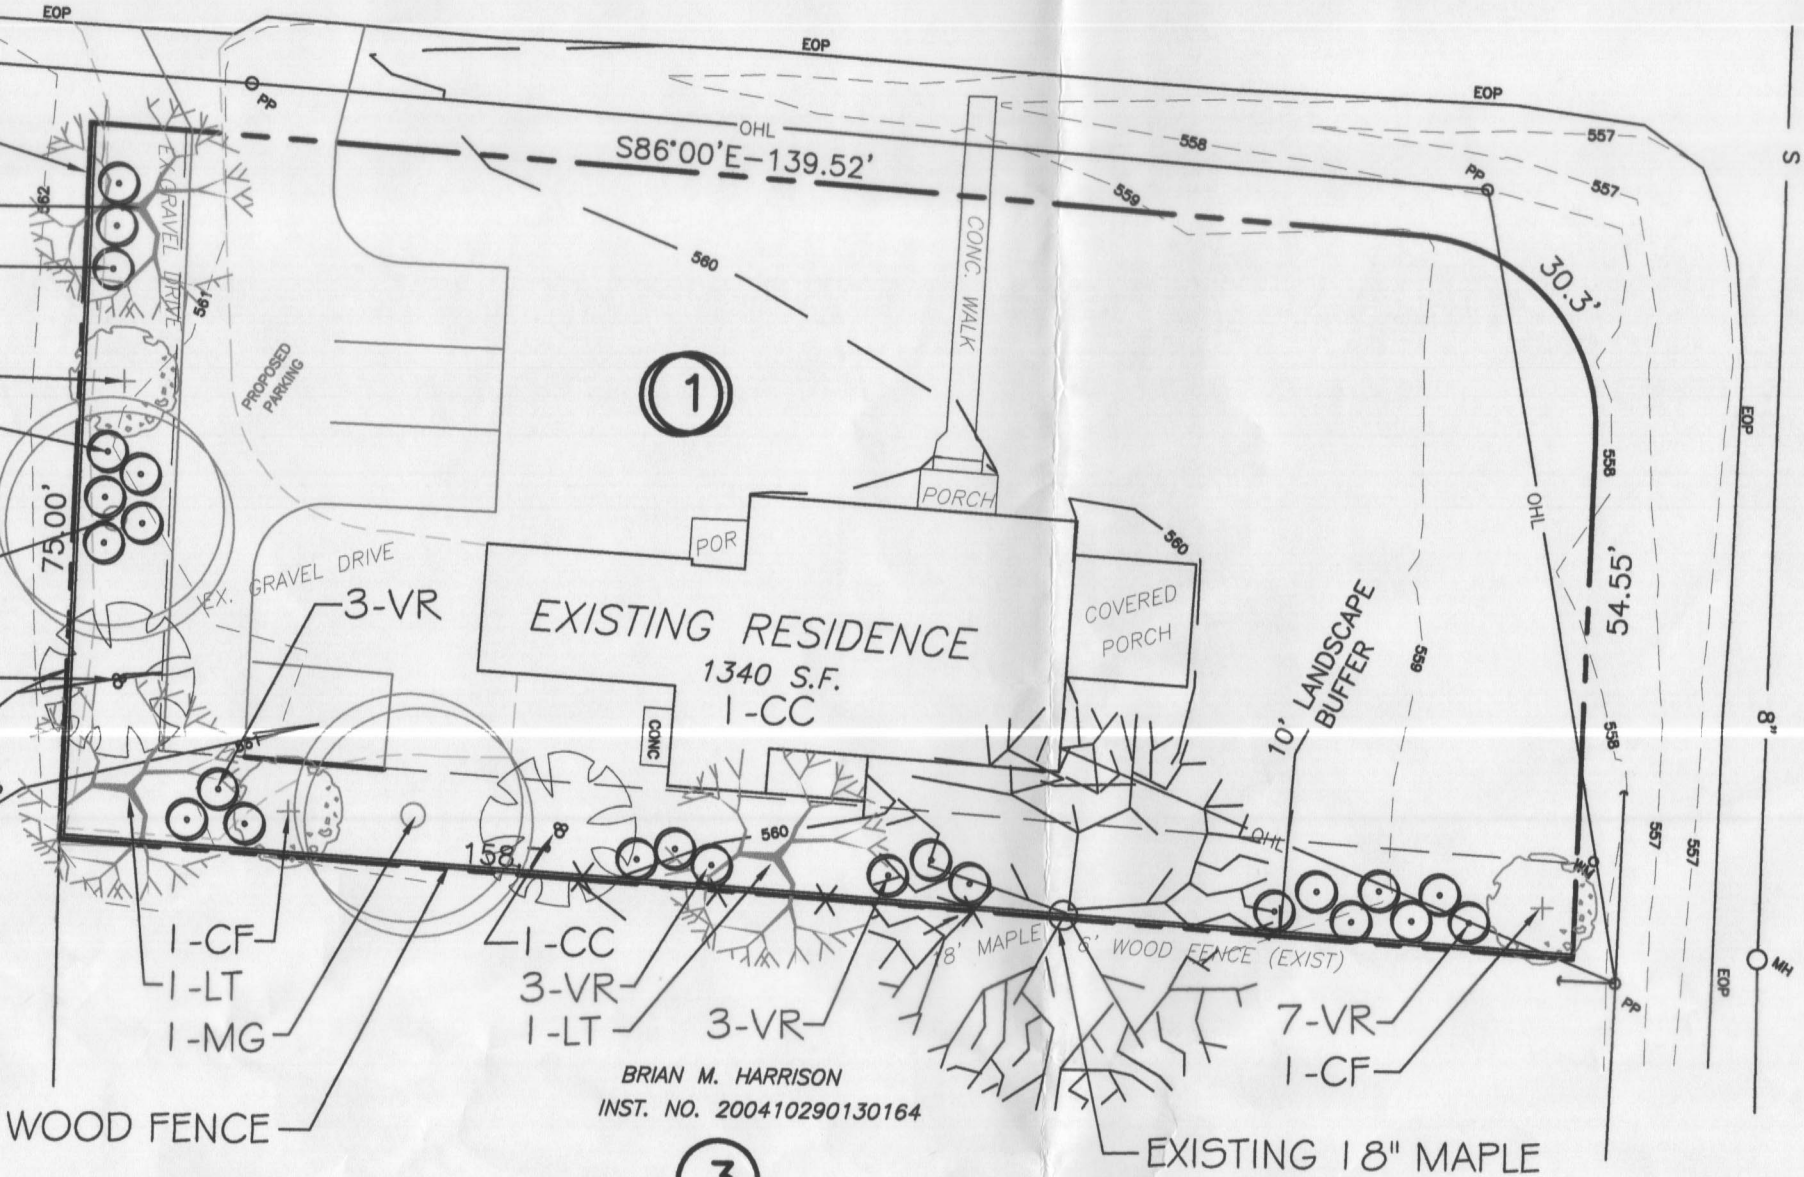 EOP
EOP
EOP
PP
OHL
S86°00'E-139.52'
558
557
PP
557
S
562
EX. GRAVEL DRIVE
559
561
560
CONC. WALK
30.3'
PROPOSED
PARKING
1
EOP
558
75.00'
PORCH
OHL
POR
560
EX. GRAVEL DRIVE
3-VR
EXISTING RESIDENCE
1340 S.F.
1-CC
COVERED
PORCH
10' LANDSCAPE
BUFFER
54.55'
559
CONC
558
8"
560
OHL
WM
557
557
158
1-CF
1-LT
1-MG
1-CC
3-VR
1-LT
3-VR
8' MAPLE
6' WOOD FENCE (EXIST)
7-VR
1-CF
EOP
MH
PP
BRIAN M. HARRISON
INST. NO. 200410290130164
WOOD FENCE
3
EXISTING 18" MAPLE